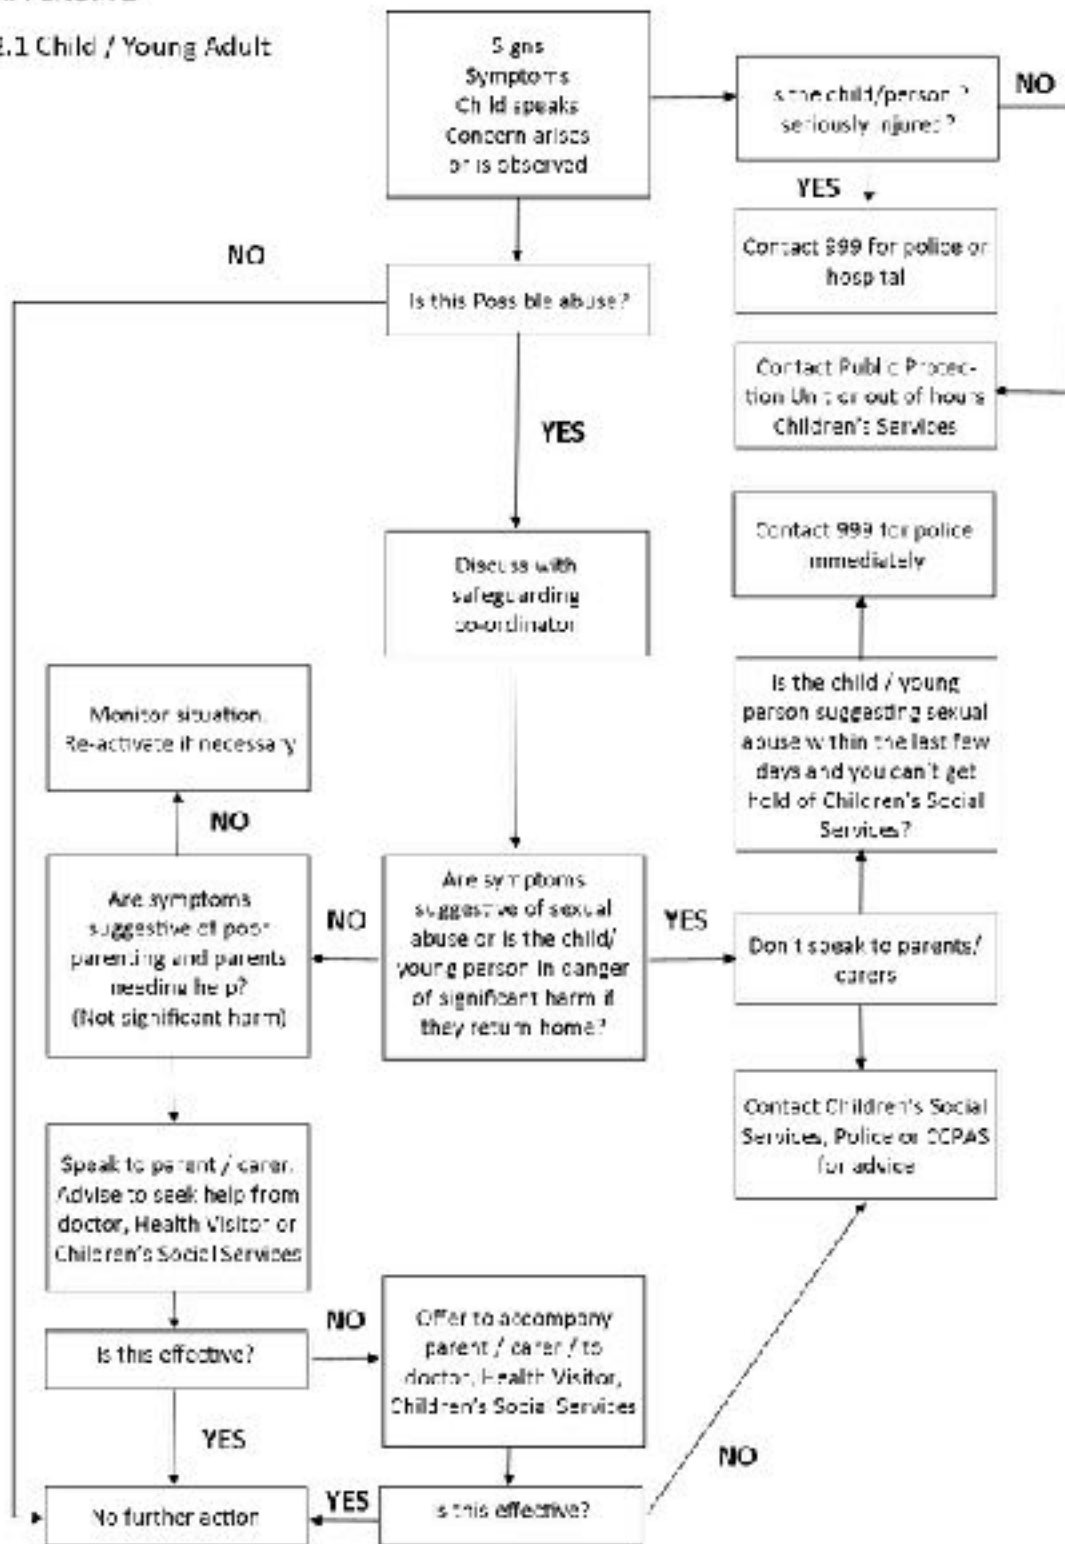 2.1 Child / Young Adult
Signs
Symptoms
Child speaks
Concern arises
or is observed
Is the child/person ?
seriously injured?
NO
YES
Contact 999 for police or
hospital
NO
Is this Possible abuse?
Contact Public Protec-
tion Unit or out of hours
Children's Services
YES
Contact 999 for police
immediately
Discuss with
safeguarding
co-ordinator
Is the child / young
person suggesting sexual
abuse within the last few
days and you can't get
hold of Children's Social
Services?
Monitor situation.
Re-activate if necessary
NO
Are symptoms
suggestive of poor
parenting and parents
needing help?
(Not significant harm)
NO
Are symptoms
suggestive of sexual
abuse or is the child/
young person in danger
of significant harm if
they return home?
YES
Don't speak to parents/
carers
Contact Children's Social
Services, Police or CCPAS
for advice
Speak to parent / carer.
Advise to seek help from
doctor, Health Visitor or
Children's Social Services
Is this effective?
NO
Offer to accompany
parent / carer / to
doctor, Health Visitor,
Children's Social Services
YES
NO
No further action
YES
Is this effective?